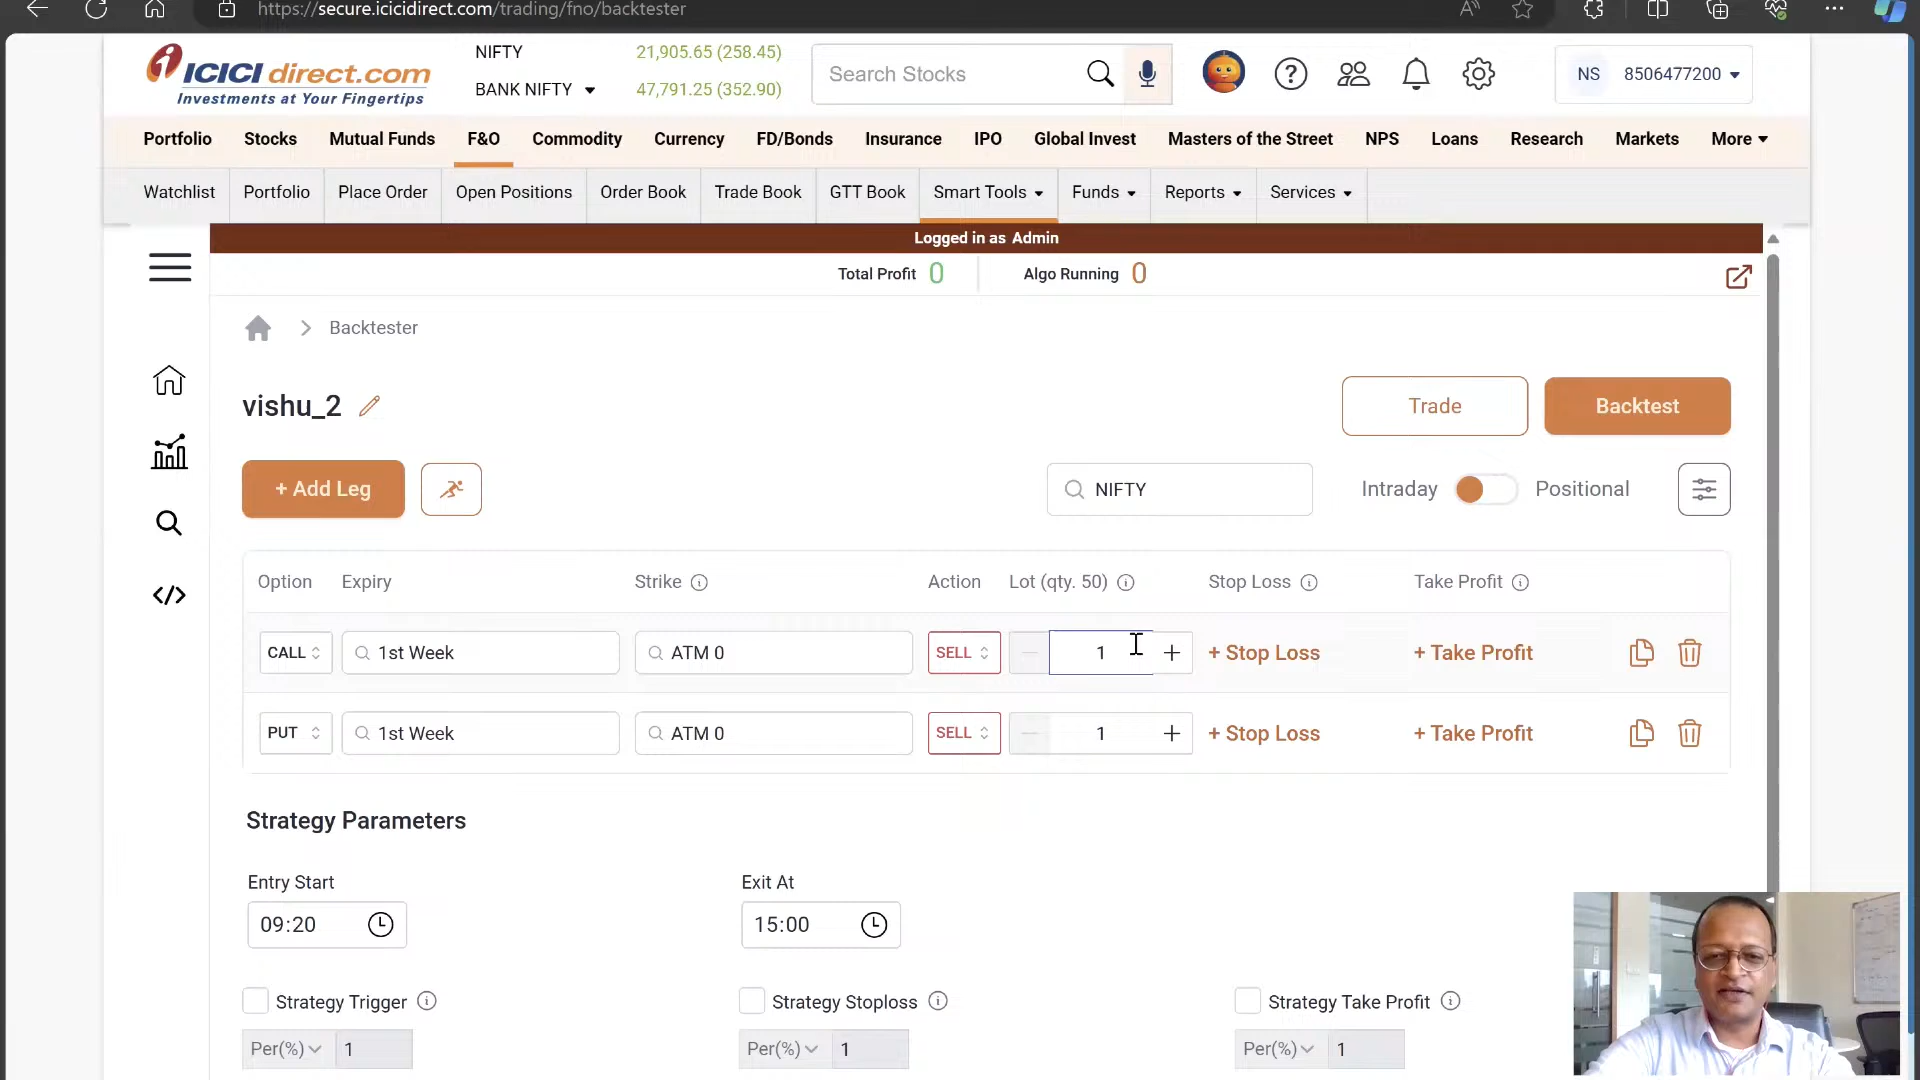 https://secure.icicidirect.com/trading/fno/backtester
ICICI direct.com
Investments at Your Fingertips
NIFTY 21,905.65 (258.45)
BANK NIFTY 47,791.25 (352.90)
Search Stocks
NS 8506477200
Portfolio Stocks Mutual Funds F&O Commodity Currency FD/Bonds Insurance IPO Global Invest Masters of the Street NPS Loans Research Markets More
Watchlist Portfolio Place Order Open Positions Order Book Trade Book GTT Book Smart Tools Funds Reports Services
Logged in as Admin
Total Profit 0 Algo Running 0
Backtester
vishu_2 Trade Backtest
+ Add Leg NIFTY Intraday Positional
Option Expiry Strike Action Lot (qty. 50) Stop Loss Take Profit
CALL 1st Week ATM 0 SELL 1 + + Stop Loss + Take Profit
PUT 1st Week ATM 0 SELL 1 + + Stop Loss + Take Profit
Strategy Parameters
Entry Start Exit At
09:20 15:00
Strategy Trigger Strategy Stoploss Strategy Take Profit
Per(%) 1 Per(%) 1 Per(%) 1